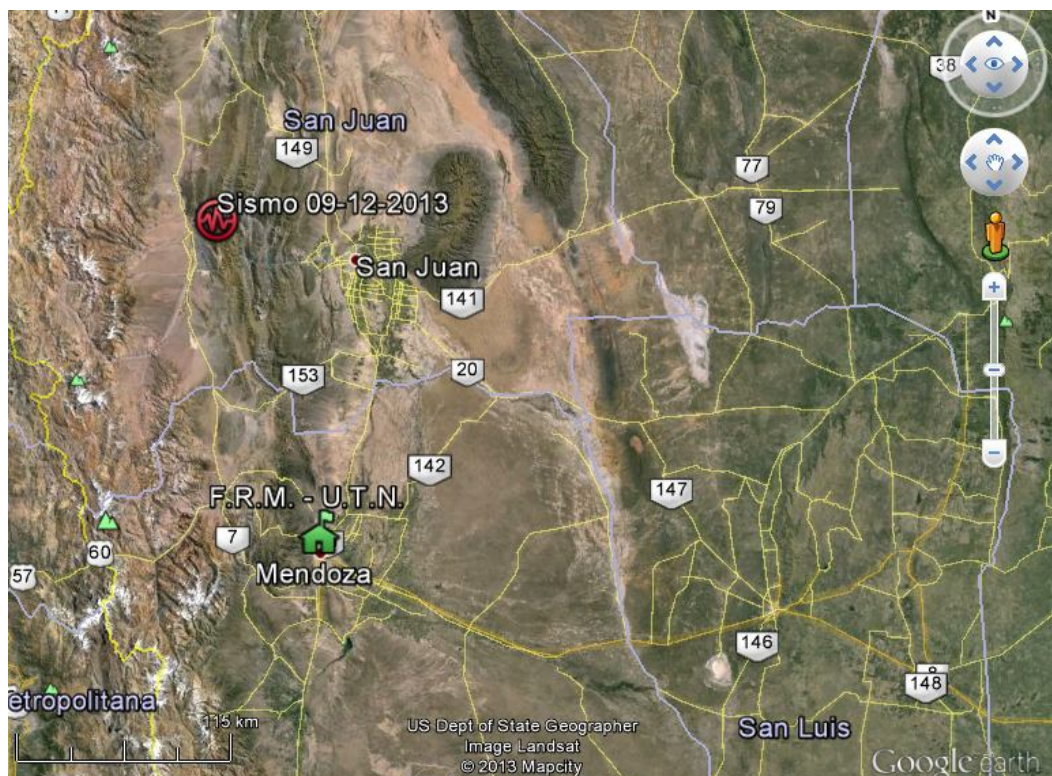 N
38
San Juan
149
77
Sismo 09-12-2013
79
San Juan
141
20
153
142
147
F.R.M. - U.T.N.
7
60
Mendoza
57
146
8
148
etropolitana
115 km
US Dept of State Geographer
San Luis
Image Landsat
© 2013 Mapcity
Google earth